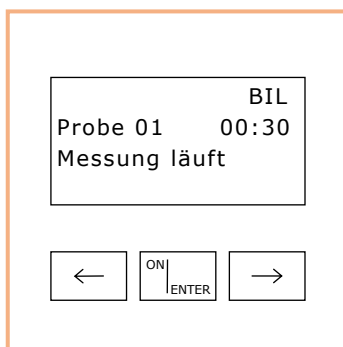 BIL
Probe 01 00:30
Messung läuft
← ON ENTER →